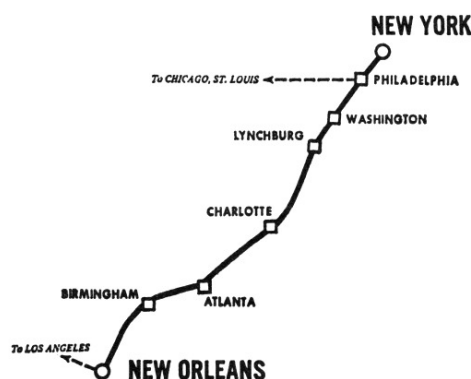 NEW YORK
To CHICAGO, ST. LOUIS
PHILADELPHIA
WASHINGTON
LYNCHBURG
CHARLOTTE
BIRMINGHAM
ATLANTA
To LOS ANGELES
NEW ORLEANS